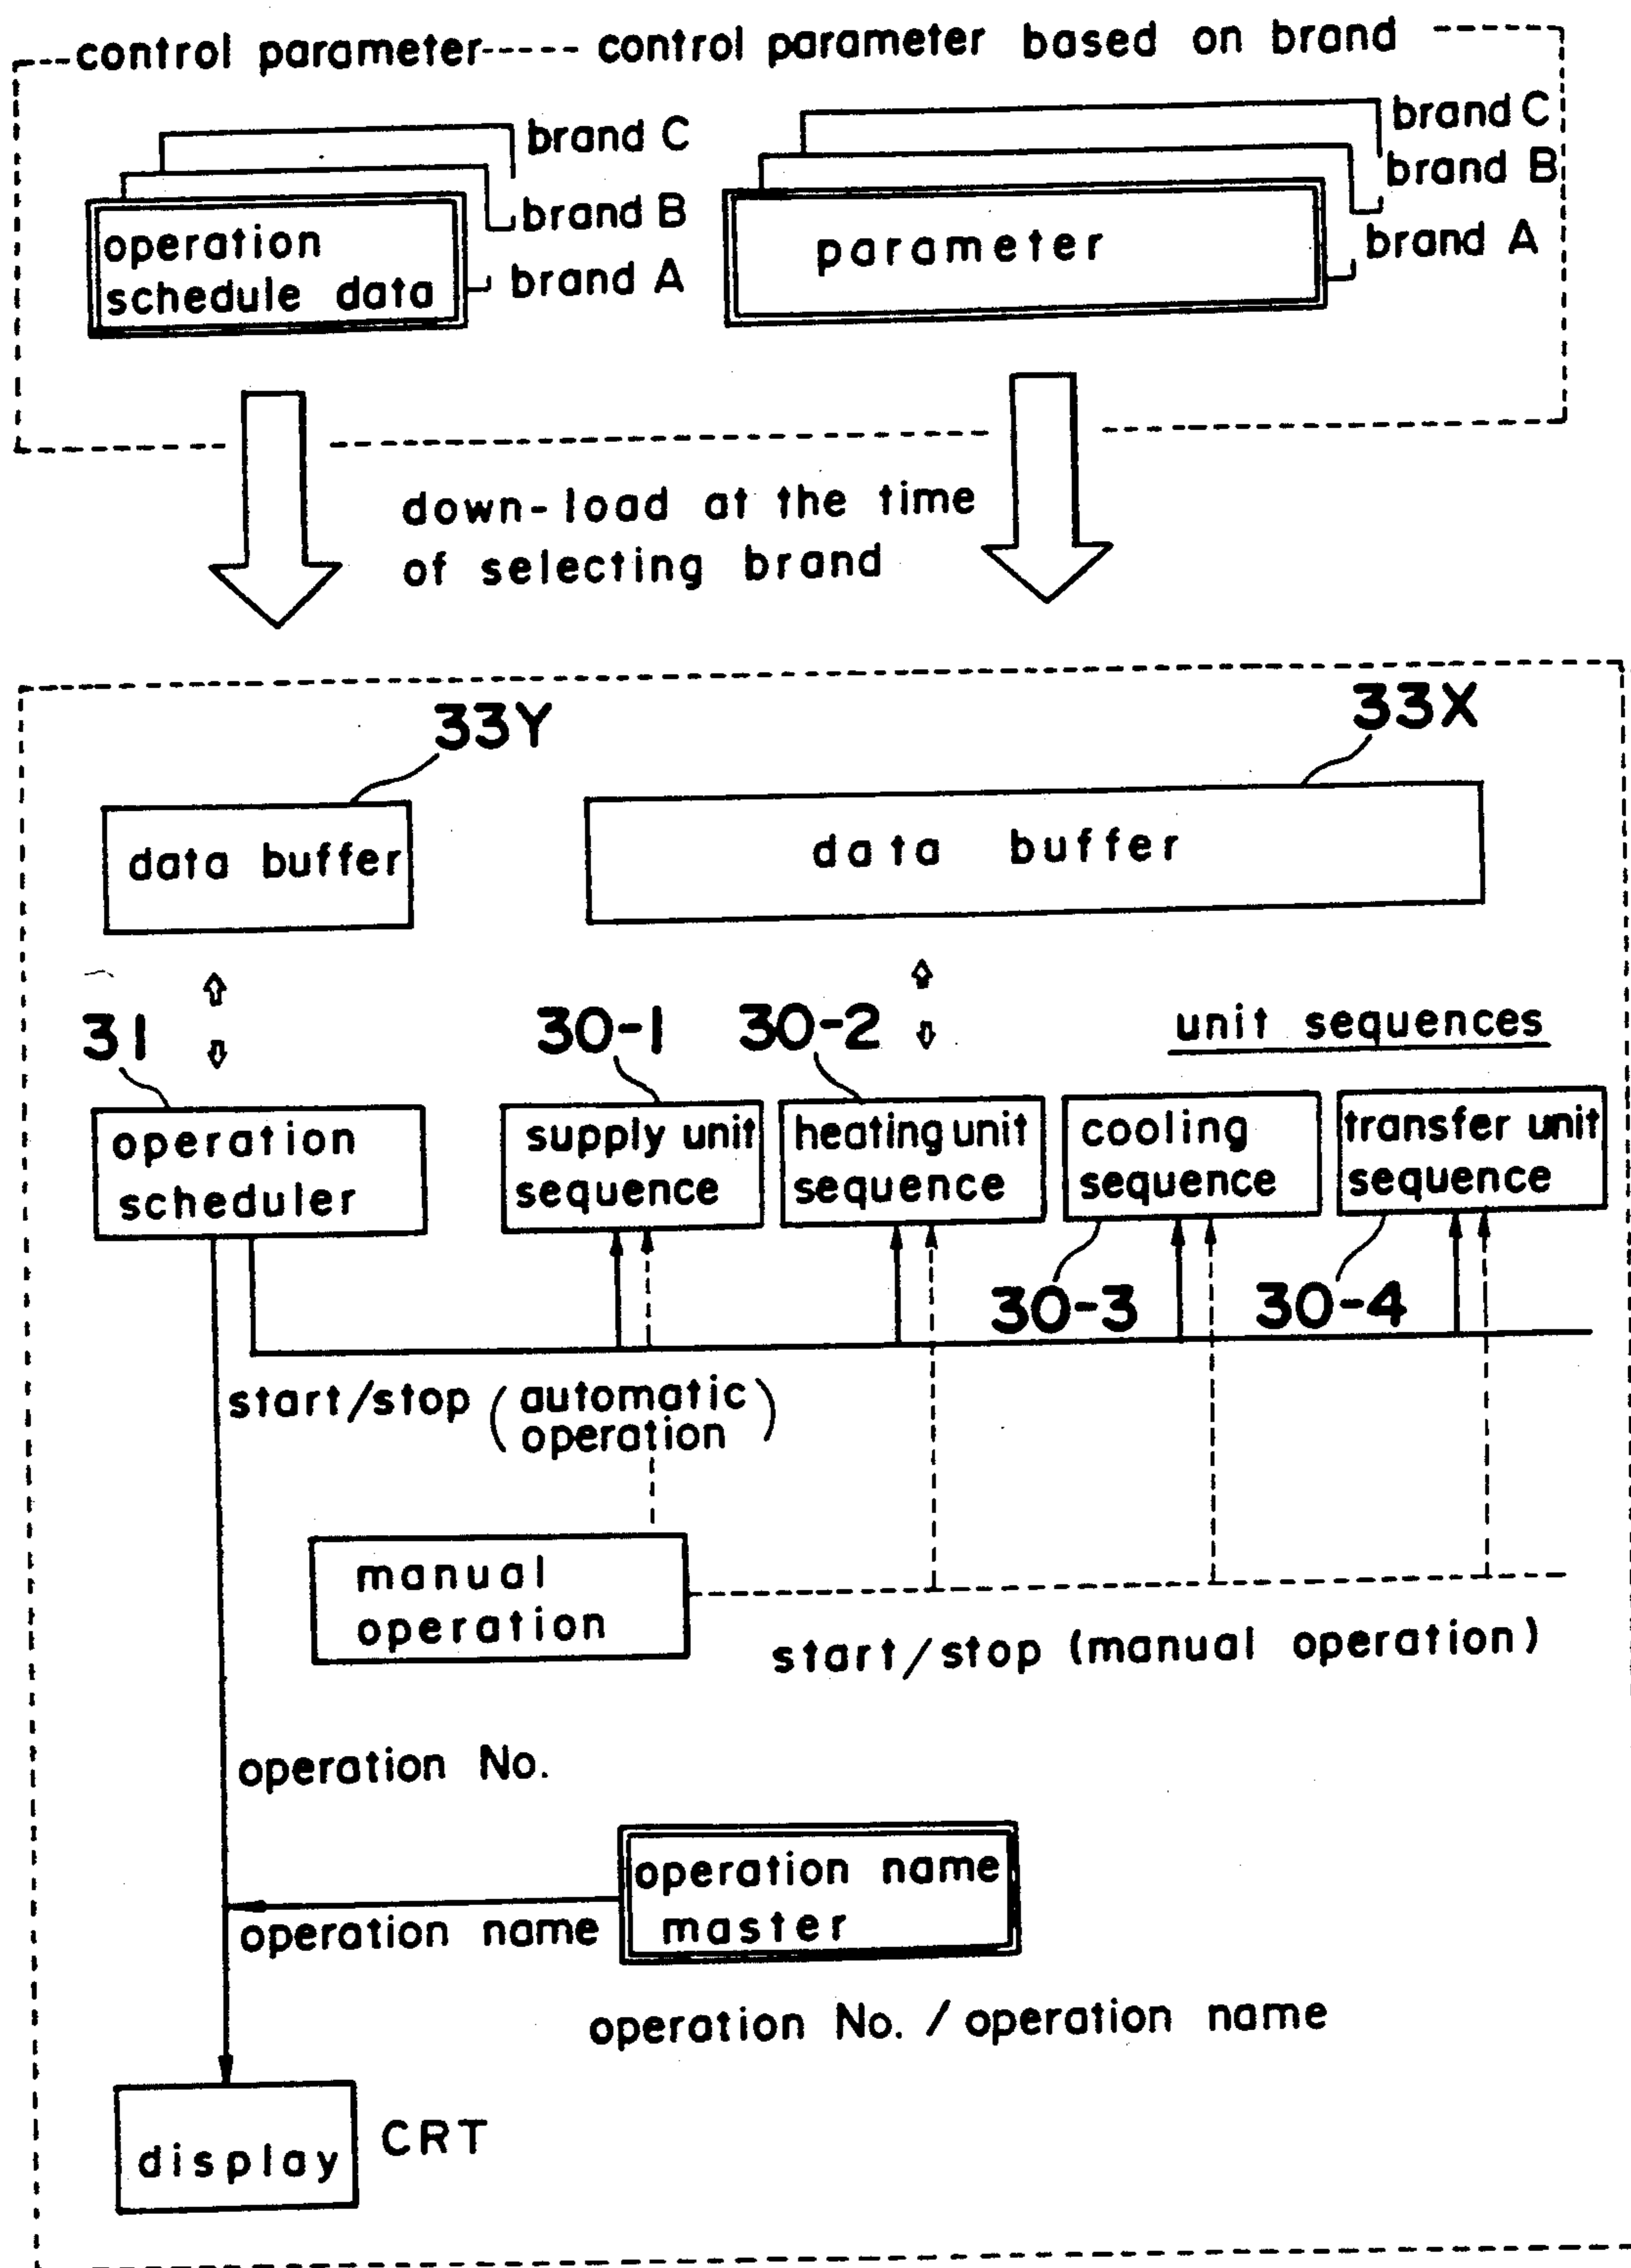 control parameter
control parameter based on brand
brand C
brand B
brand A
operation
schedule data
brand C
brand B
brand A
parameter
down-load at the time
of selecting brand
33Y
33X
data buffer
data buffer
31
30-1
30-2
unit sequences
operation
scheduler
supply unit
sequence
heating unit
sequence
cooling
sequence
transfer unit
sequence
30-3
30-4
start/stop (automatic
operation)
manual
operation
start/stop (manual operation)
operation No.
operation name
master
operation name
operation No. / operation name
display
CRT